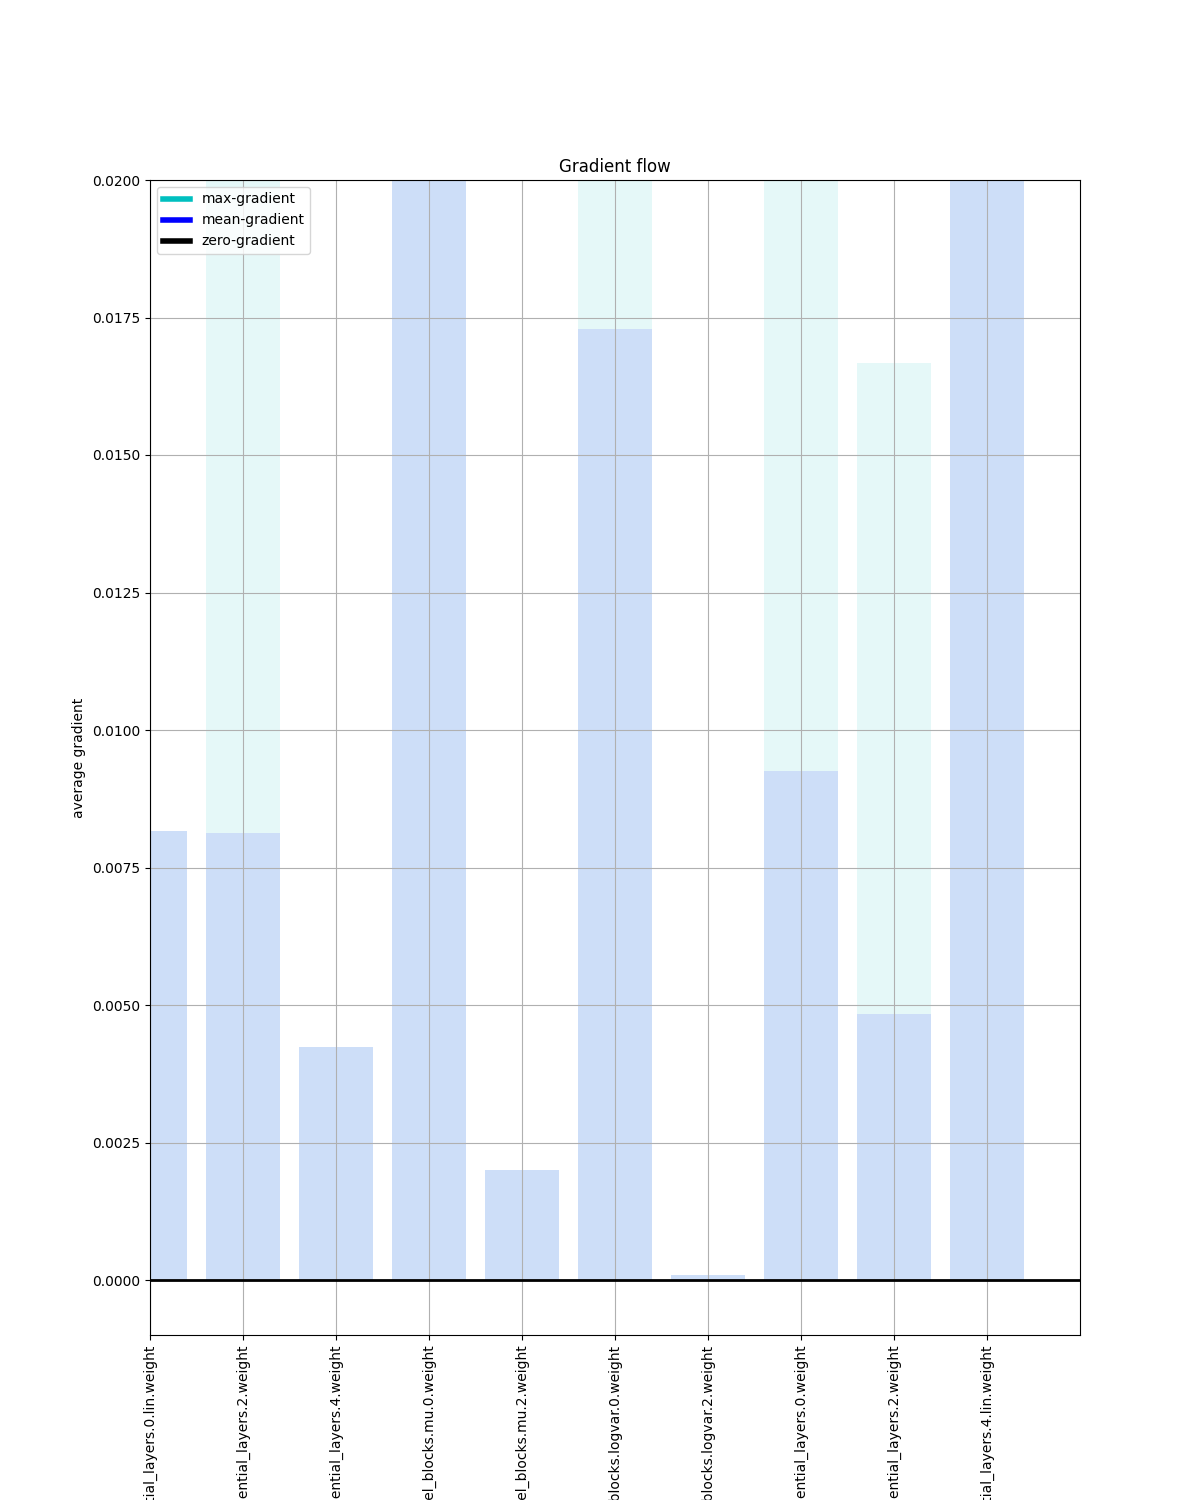 Gradient flow
max-gradient
mean-gradient
zero-gradient
0.0200
0.0175
0.0150
0.0125
0.0100
0.0075
0.0050
0.0025
0.0000
average gradient
tial_layers.0.lin.weight
ential_layers.2.weight
ential_layers.4.weight
el_blocks.mu.0.weight
el_blocks.mu.2.weight
blocks.logvar.0.weight
blocks.logvar.2.weight
ential_layers.0.weight
ential_layers.2.weight
tial_layers.4.lin.weight